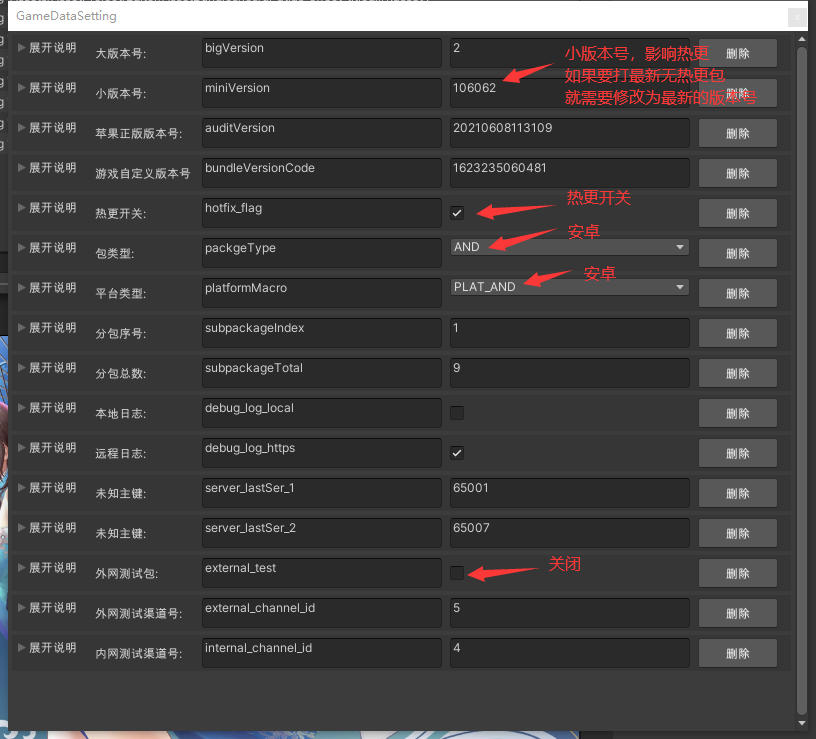 GameDataSetting
x
展开说明 大版本号: bigVersion 2 删除
小版本号，影响热更
如果要打最新无热更包
就需要修改为最新的版本号
展开说明 小版本号: miniVersion 106062 删除
展开说明 苹果正版版本号: auditVersion 20210608113109 删除
展开说明 游戏自定义版本号 bundleVersionCode 1623235060481 删除
展开说明 热更开关: hotfix_flag 热更开关 删除
展开说明 包类型: packgeType AND 安卓 删除
展开说明 平台类型: platformMacro PLAT_AND 安卓 删除
展开说明 分包序号: subpackageIndex 1 删除
展开说明 分包总数: subpackageTotal 9 删除
展开说明 本地日志: debug_log_local 删除
展开说明 远程日志: debug_log_https 删除
展开说明 未知主键: server_lastSer_1 65001 删除
展开说明 未知主键: server_lastSer_2 65007 删除
展开说明 外网测试包: external_test 关闭 删除
展开说明 外网测试渠道号: external_channel_id 5 删除
展开说明 内网测试渠道号: internal_channel_id 4 删除